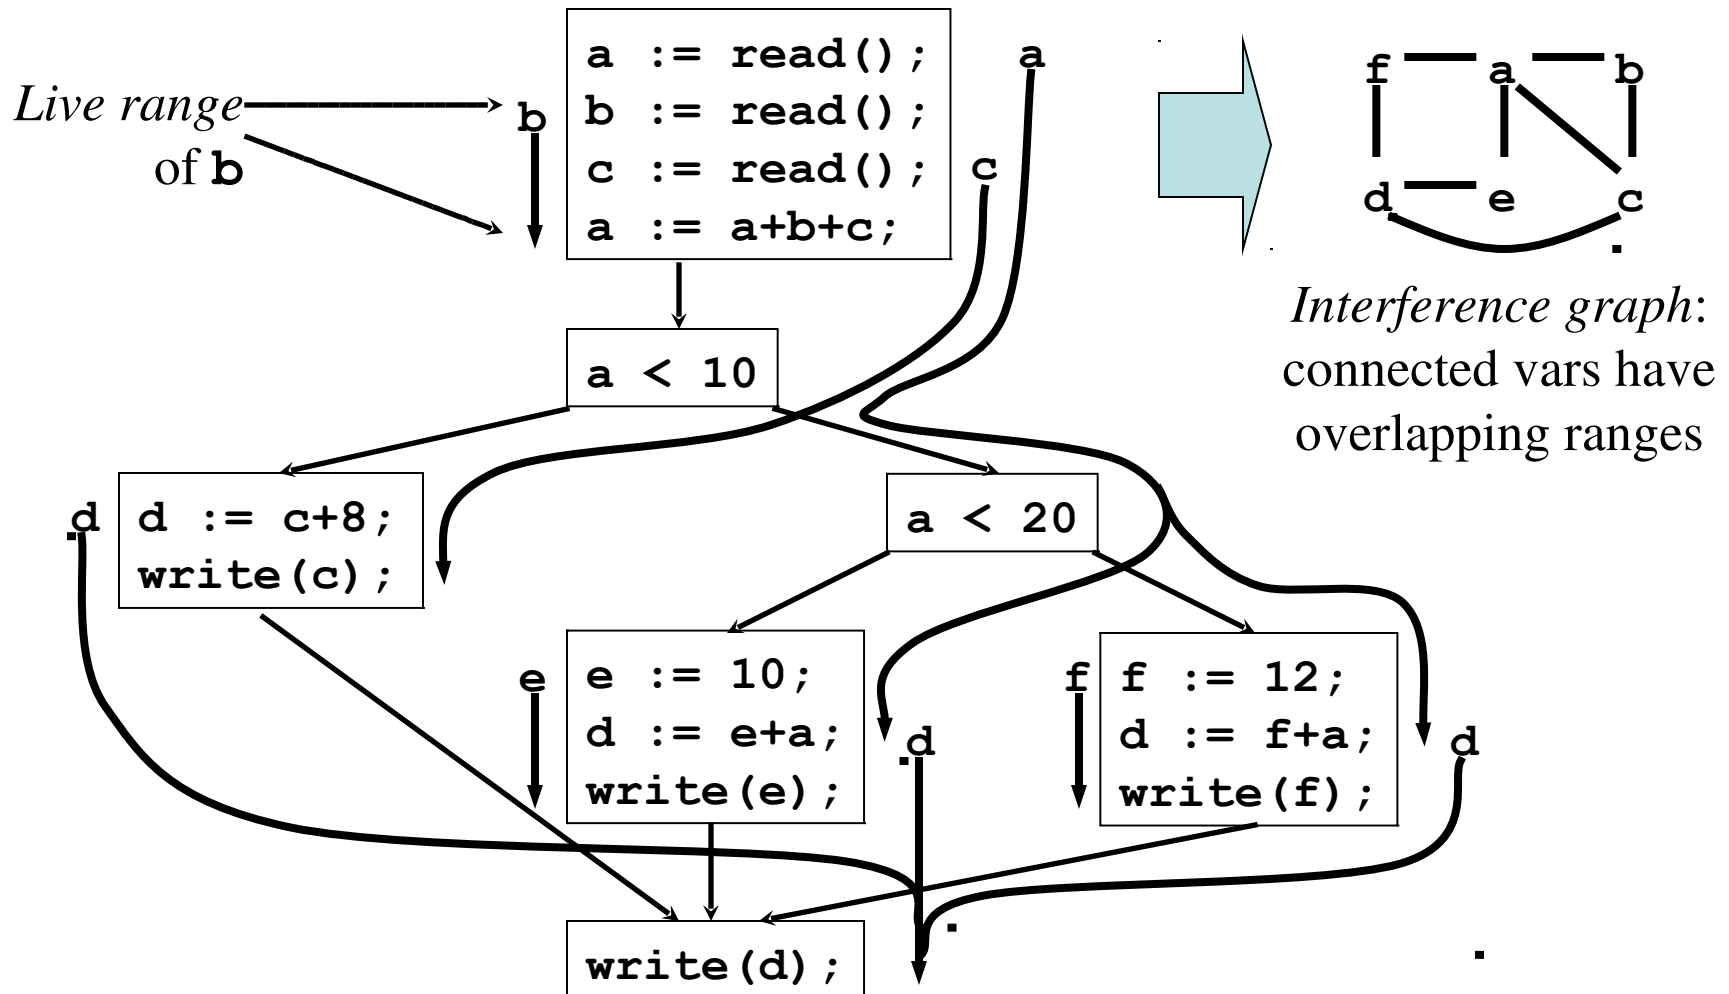 Live range
of b
b
a := read();
b := read();
c := read();
a := a+b+c;
a
c
f a b
d e c
Interference graph:
connected vars have
overlapping ranges
a < 10
d
d := c+8;
write(c);
a < 20
e
e := 10;
d := e+a;
write(e);
d
f
f := 12;
d := f+a;
write(f);
d
write(d);